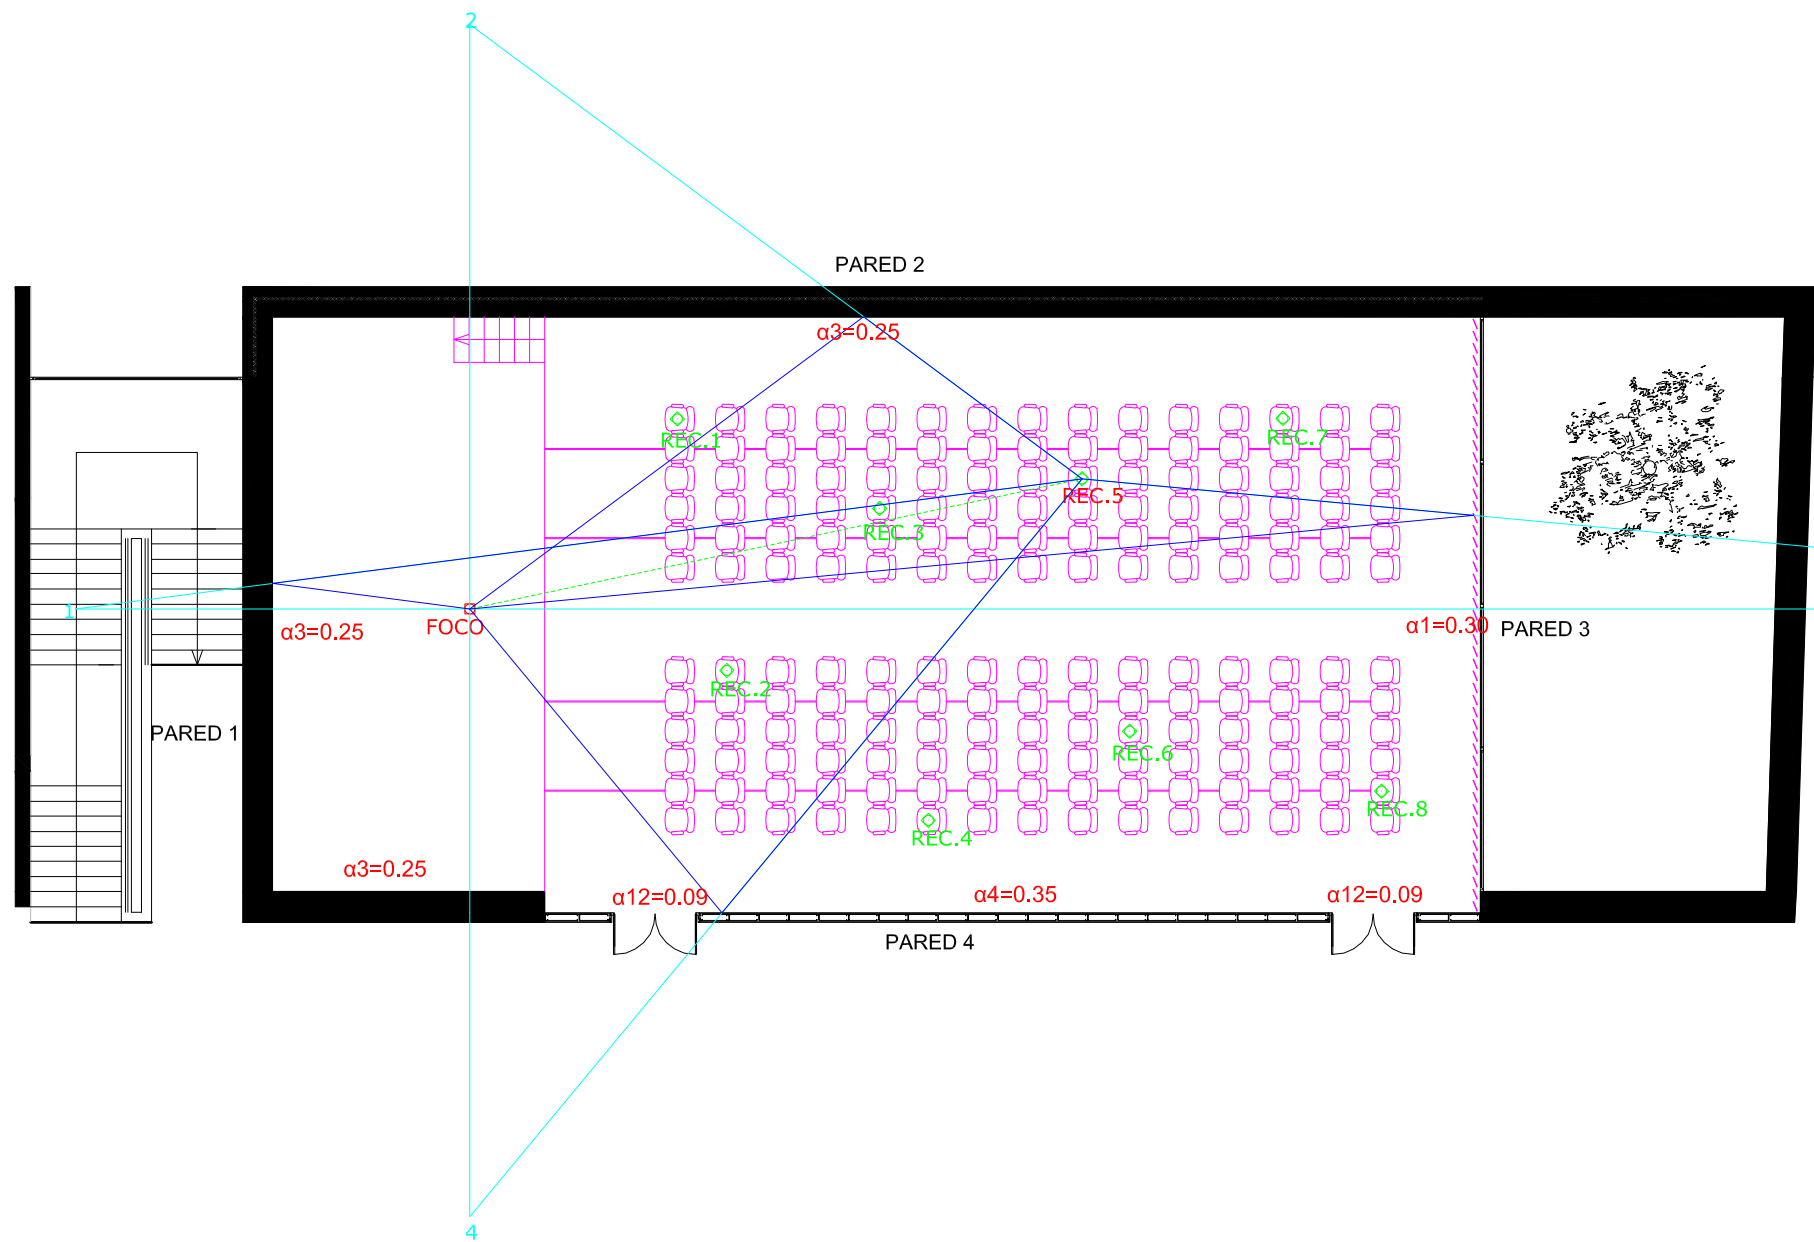 2
PARED 2
α3=0.25
REC.1
REC.7
REC.5
REC.3
1
FOCO
α3=0.25
α1=0.30
PARED 3
REC.2
PARED 1
REC.6
REC.8
REC.4
α3=0.25
α12=0.09
α4=0.35
α12=0.09
PARED 4
4